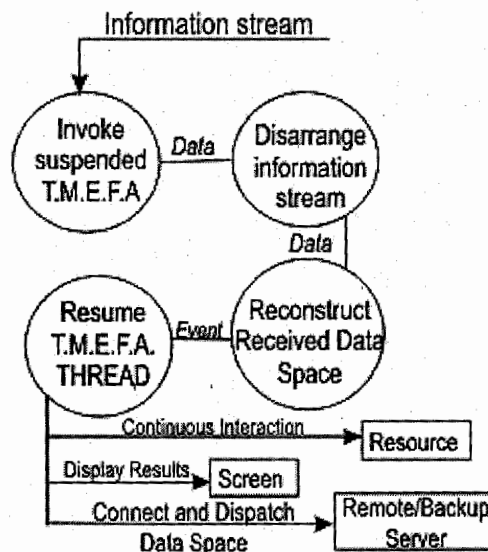 Information stream
Invoke
suspended
T.M.E.F.A
Data
Disarrange
information
stream
Data
Reconstruct
Received Data
Space
Event
Resume
T.M.E.F.A.
THREAD
Continuous Interaction
Resource
Display Results
Screen
Connect and Dispatch
Data Space
Remote/Backup
Server